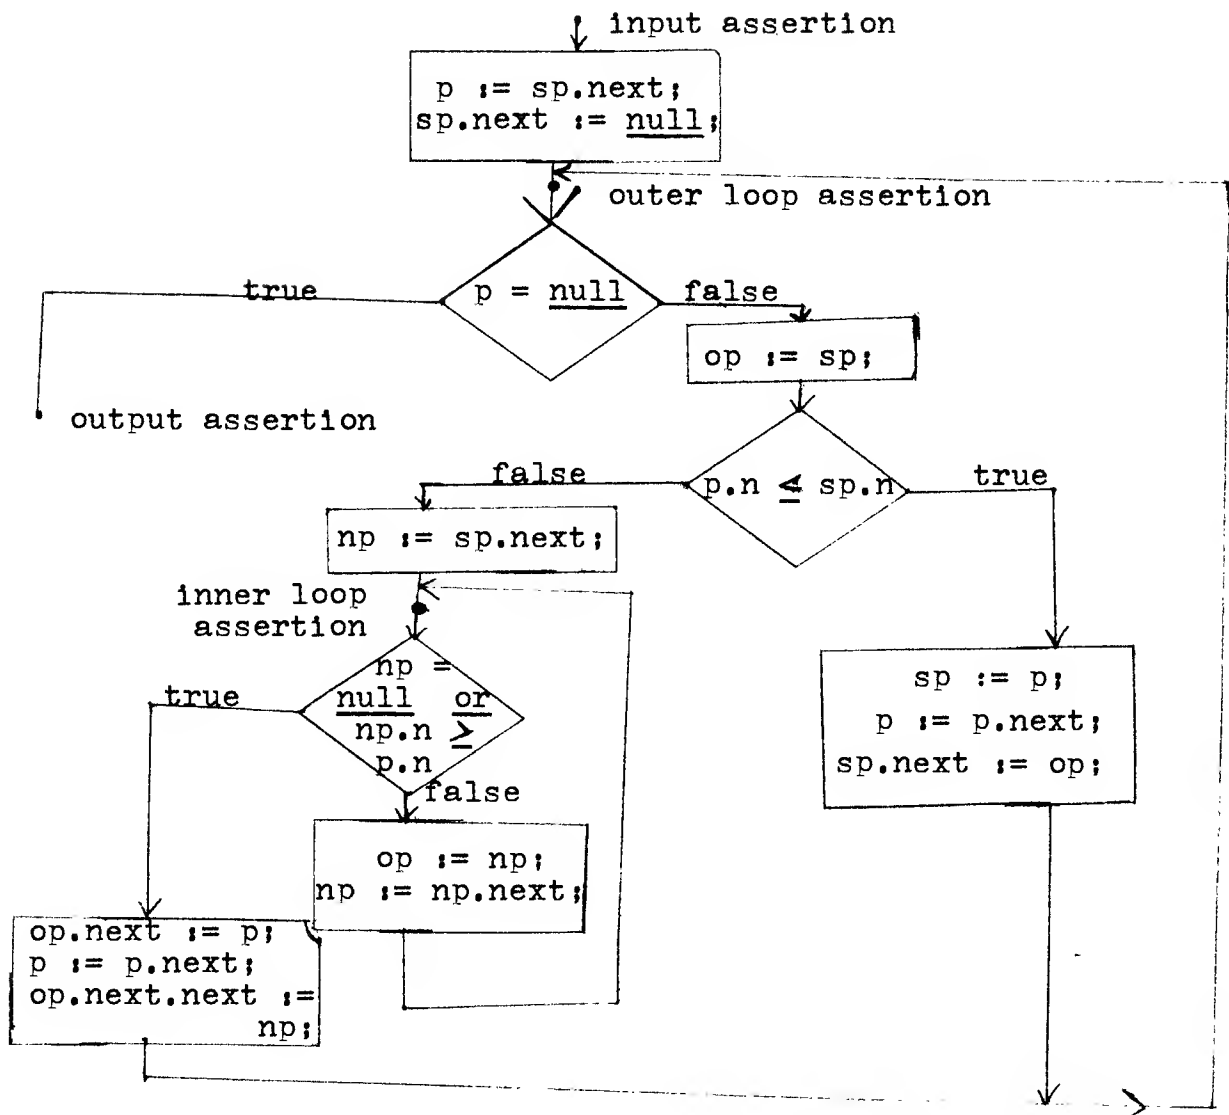 input assertion
p := sp.next;
sp.next := null;
outer loop assertion
true
p = null
false
op := sp;
output assertion
false
p.n ≤ sp.n
true
np := sp.next;
inner loop
assertion
np =
null or
np.n ≥
p.n
true
false
sp := p;
p := p.next;
sp.next := op;
op := np;
np := np.next;
op.next := p;
p := p.next;
op.next.next :=
np;